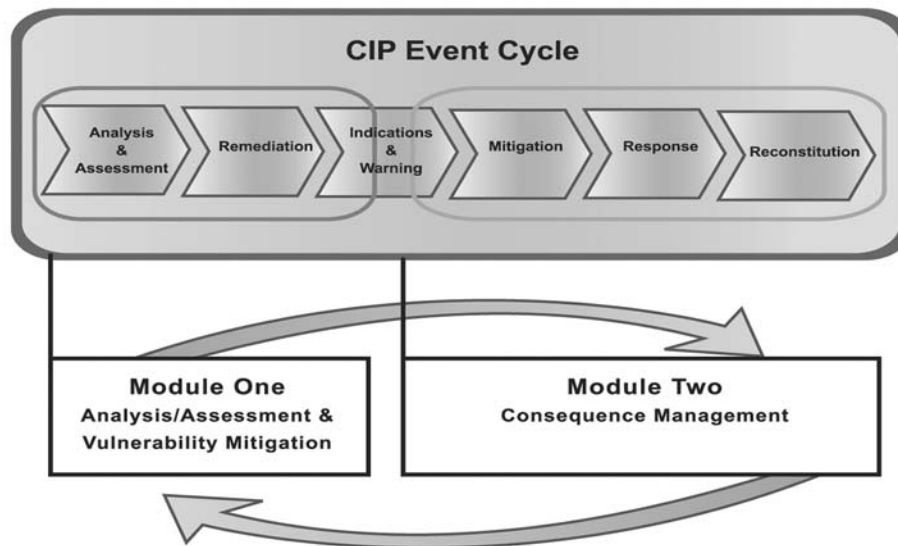 CIP Event Cycle
Analysis
&
Assessment
Remediation
Indications
&
Warning
Mitigation
Response
Reconstitution
Module One
Analysis/Assessment &
Vulnerability Mitigation
Module Two
Consequence Management